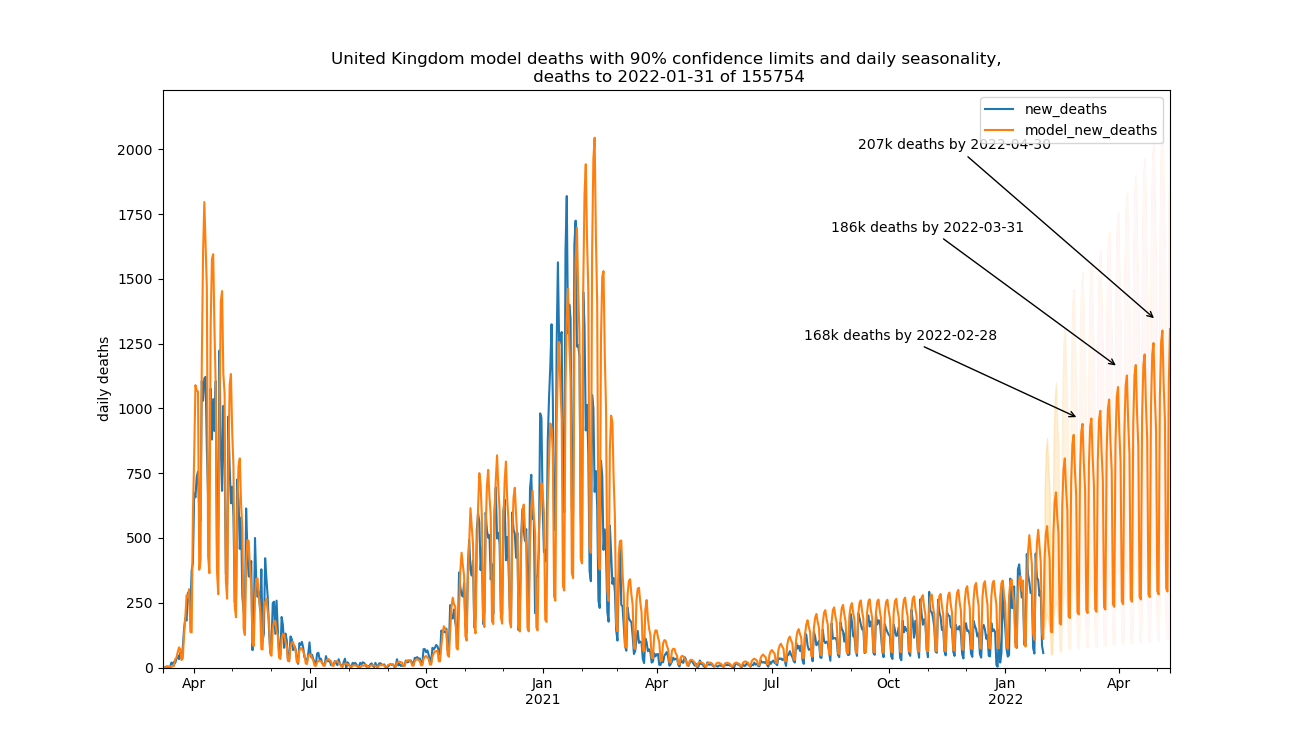 United Kingdom model deaths with 90% confidence limits and daily seasonality,
deaths to 2022-01-31 of 155754
new_deaths
model_new_deaths
207k deaths by 2022-04-30
186k deaths by 2022-03-31
168k deaths by 2022-02-28
daily deaths
2000
1750
1500
1250
1000
750
500
250
0
Apr
Jul
Oct
Jan
2021
Apr
Jul
Oct
Jan
2022
Apr